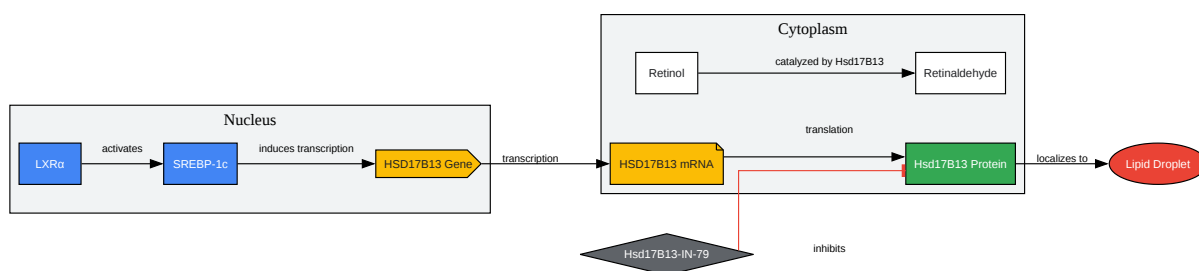 Cytoplasm
Retinol
catalyzed by Hsd17B13
Retinaldehyde
Nucleus
LXRα
activates
SREBP-1c
induces transcription
HSD17B13 Gene
transcription
HSD17B13 mRNA
translation
Hsd17B13 Protein
localizes to
Lipid Droplet
Hsd17B13-IN-79
inhibits